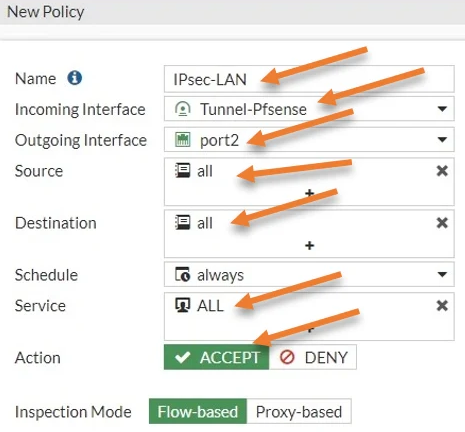 New Policy
Name IPsec-LAN
Incoming Interface Tunnel-Pfsense
Outgoing Interface port2
Source all
+
Destination all
+
Schedule always
Service ALL
+
Action ACCEPT DENY
Inspection Mode Flow-based Proxy-based